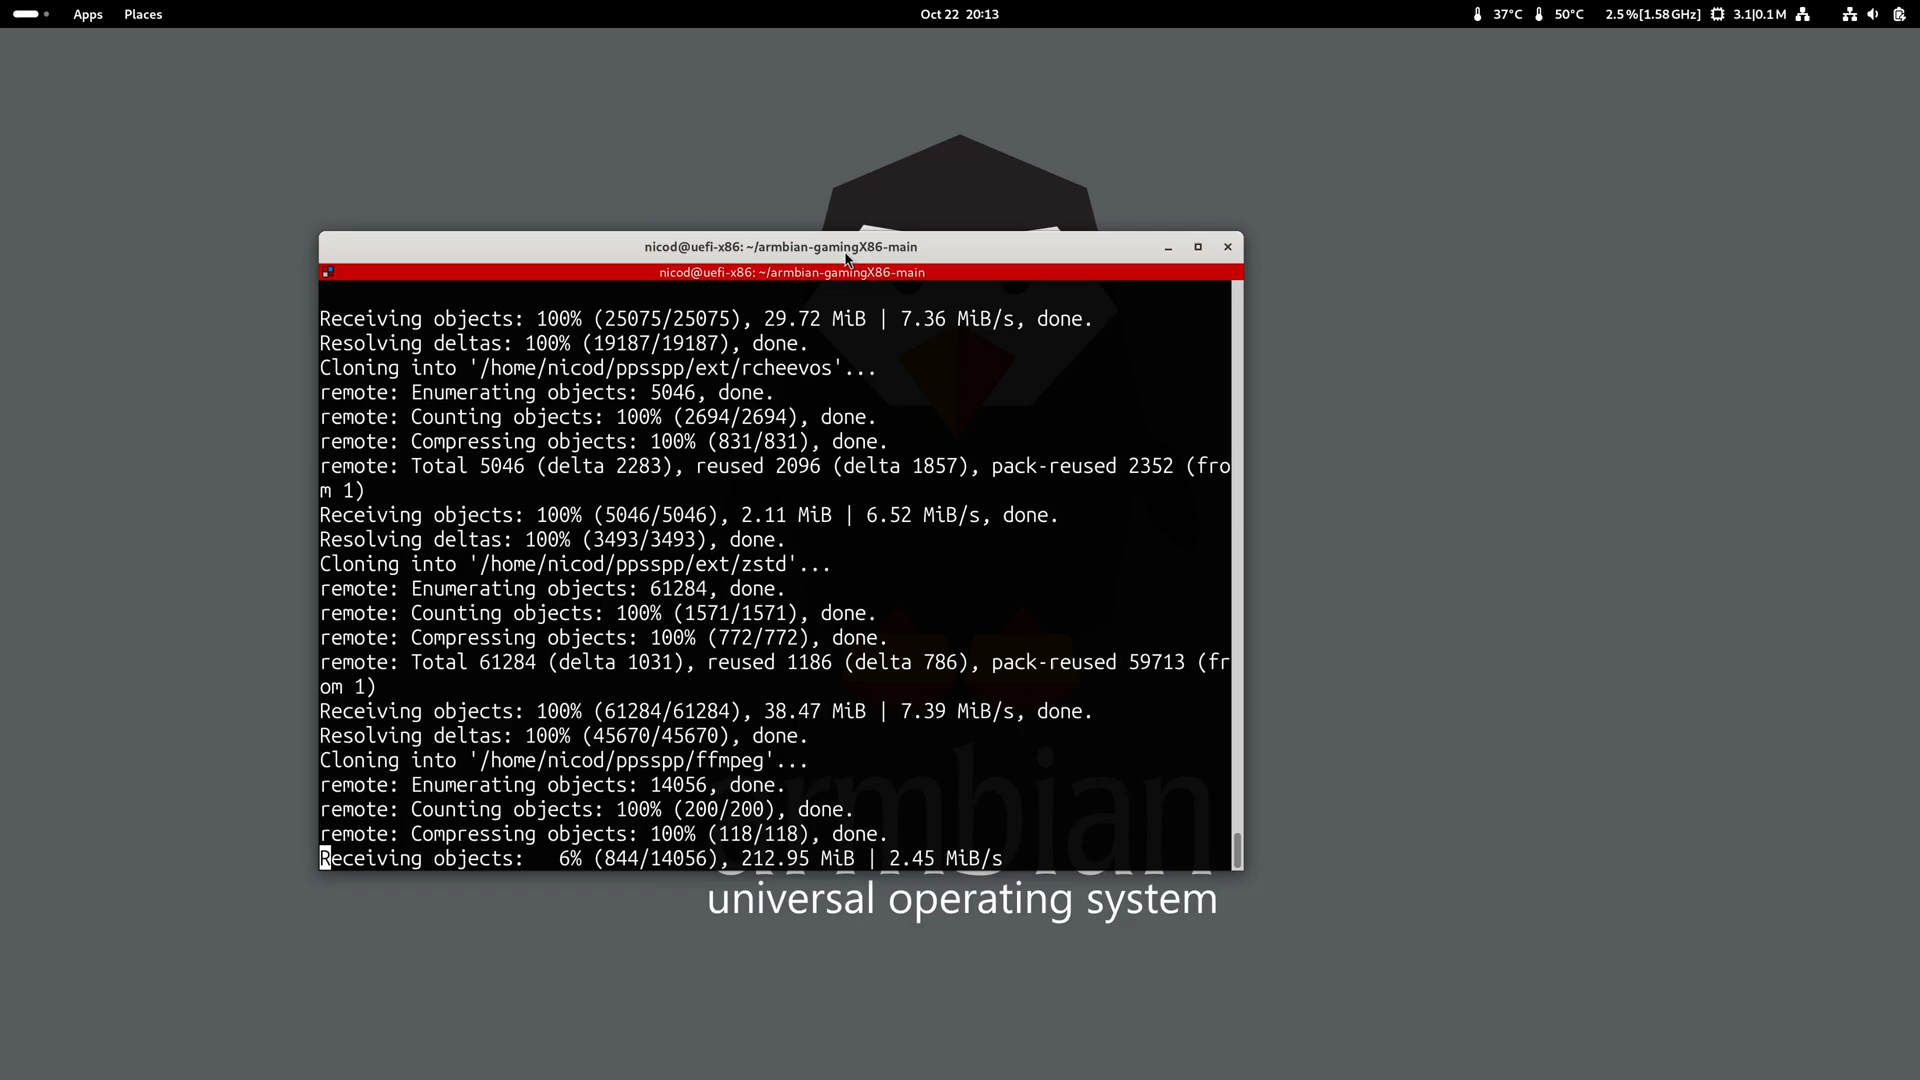 Apps Places Oct 22 20:13 37°C 50°C 2.5%[1.58GHz] 3.1|0.1M
nicod@uefi-x86: ~/armbian-gamingX86-main
nicod@uefi-x86: ~/armbian-gamingX86-main
Receiving objects: 100% (25075/25075), 29.72 MiB | 7.36 MiB/s, done.
Resolving deltas: 100% (19187/19187), done.
Cloning into '/home/nicod/ppsspp/ext/rcheevos'...
remote: Enumerating objects: 5046, done.
remote: Counting objects: 100% (2694/2694), done.
remote: Compressing objects: 100% (831/831), done.
remote: Total 5046 (delta 2283), reused 2096 (delta 1857), pack-reused 2352 (fro
m 1)
Receiving objects: 100% (5046/5046), 2.11 MiB | 6.52 MiB/s, done.
Resolving deltas: 100% (3493/3493), done.
Cloning into '/home/nicod/ppsspp/ext/zstd'...
remote: Enumerating objects: 61284, done.
remote: Counting objects: 100% (1571/1571), done.
remote: Compressing objects: 100% (772/772), done.
remote: Total 61284 (delta 1031), reused 1186 (delta 786), pack-reused 59713 (fr
om 1)
Receiving objects: 100% (61284/61284), 38.47 MiB | 7.39 MiB/s, done.
Resolving deltas: 100% (45670/45670), done.
Cloning into '/home/nicod/ppsspp/ffmpeg'...
remote: Enumerating objects: 14056, done.
remote: Counting objects: 100% (200/200), done.
remote: Compressing objects: 100% (118/118), done.
Receiving objects:   6% (844/14056), 212.95 MiB | 2.45 MiB/s
armbian
universal operating system